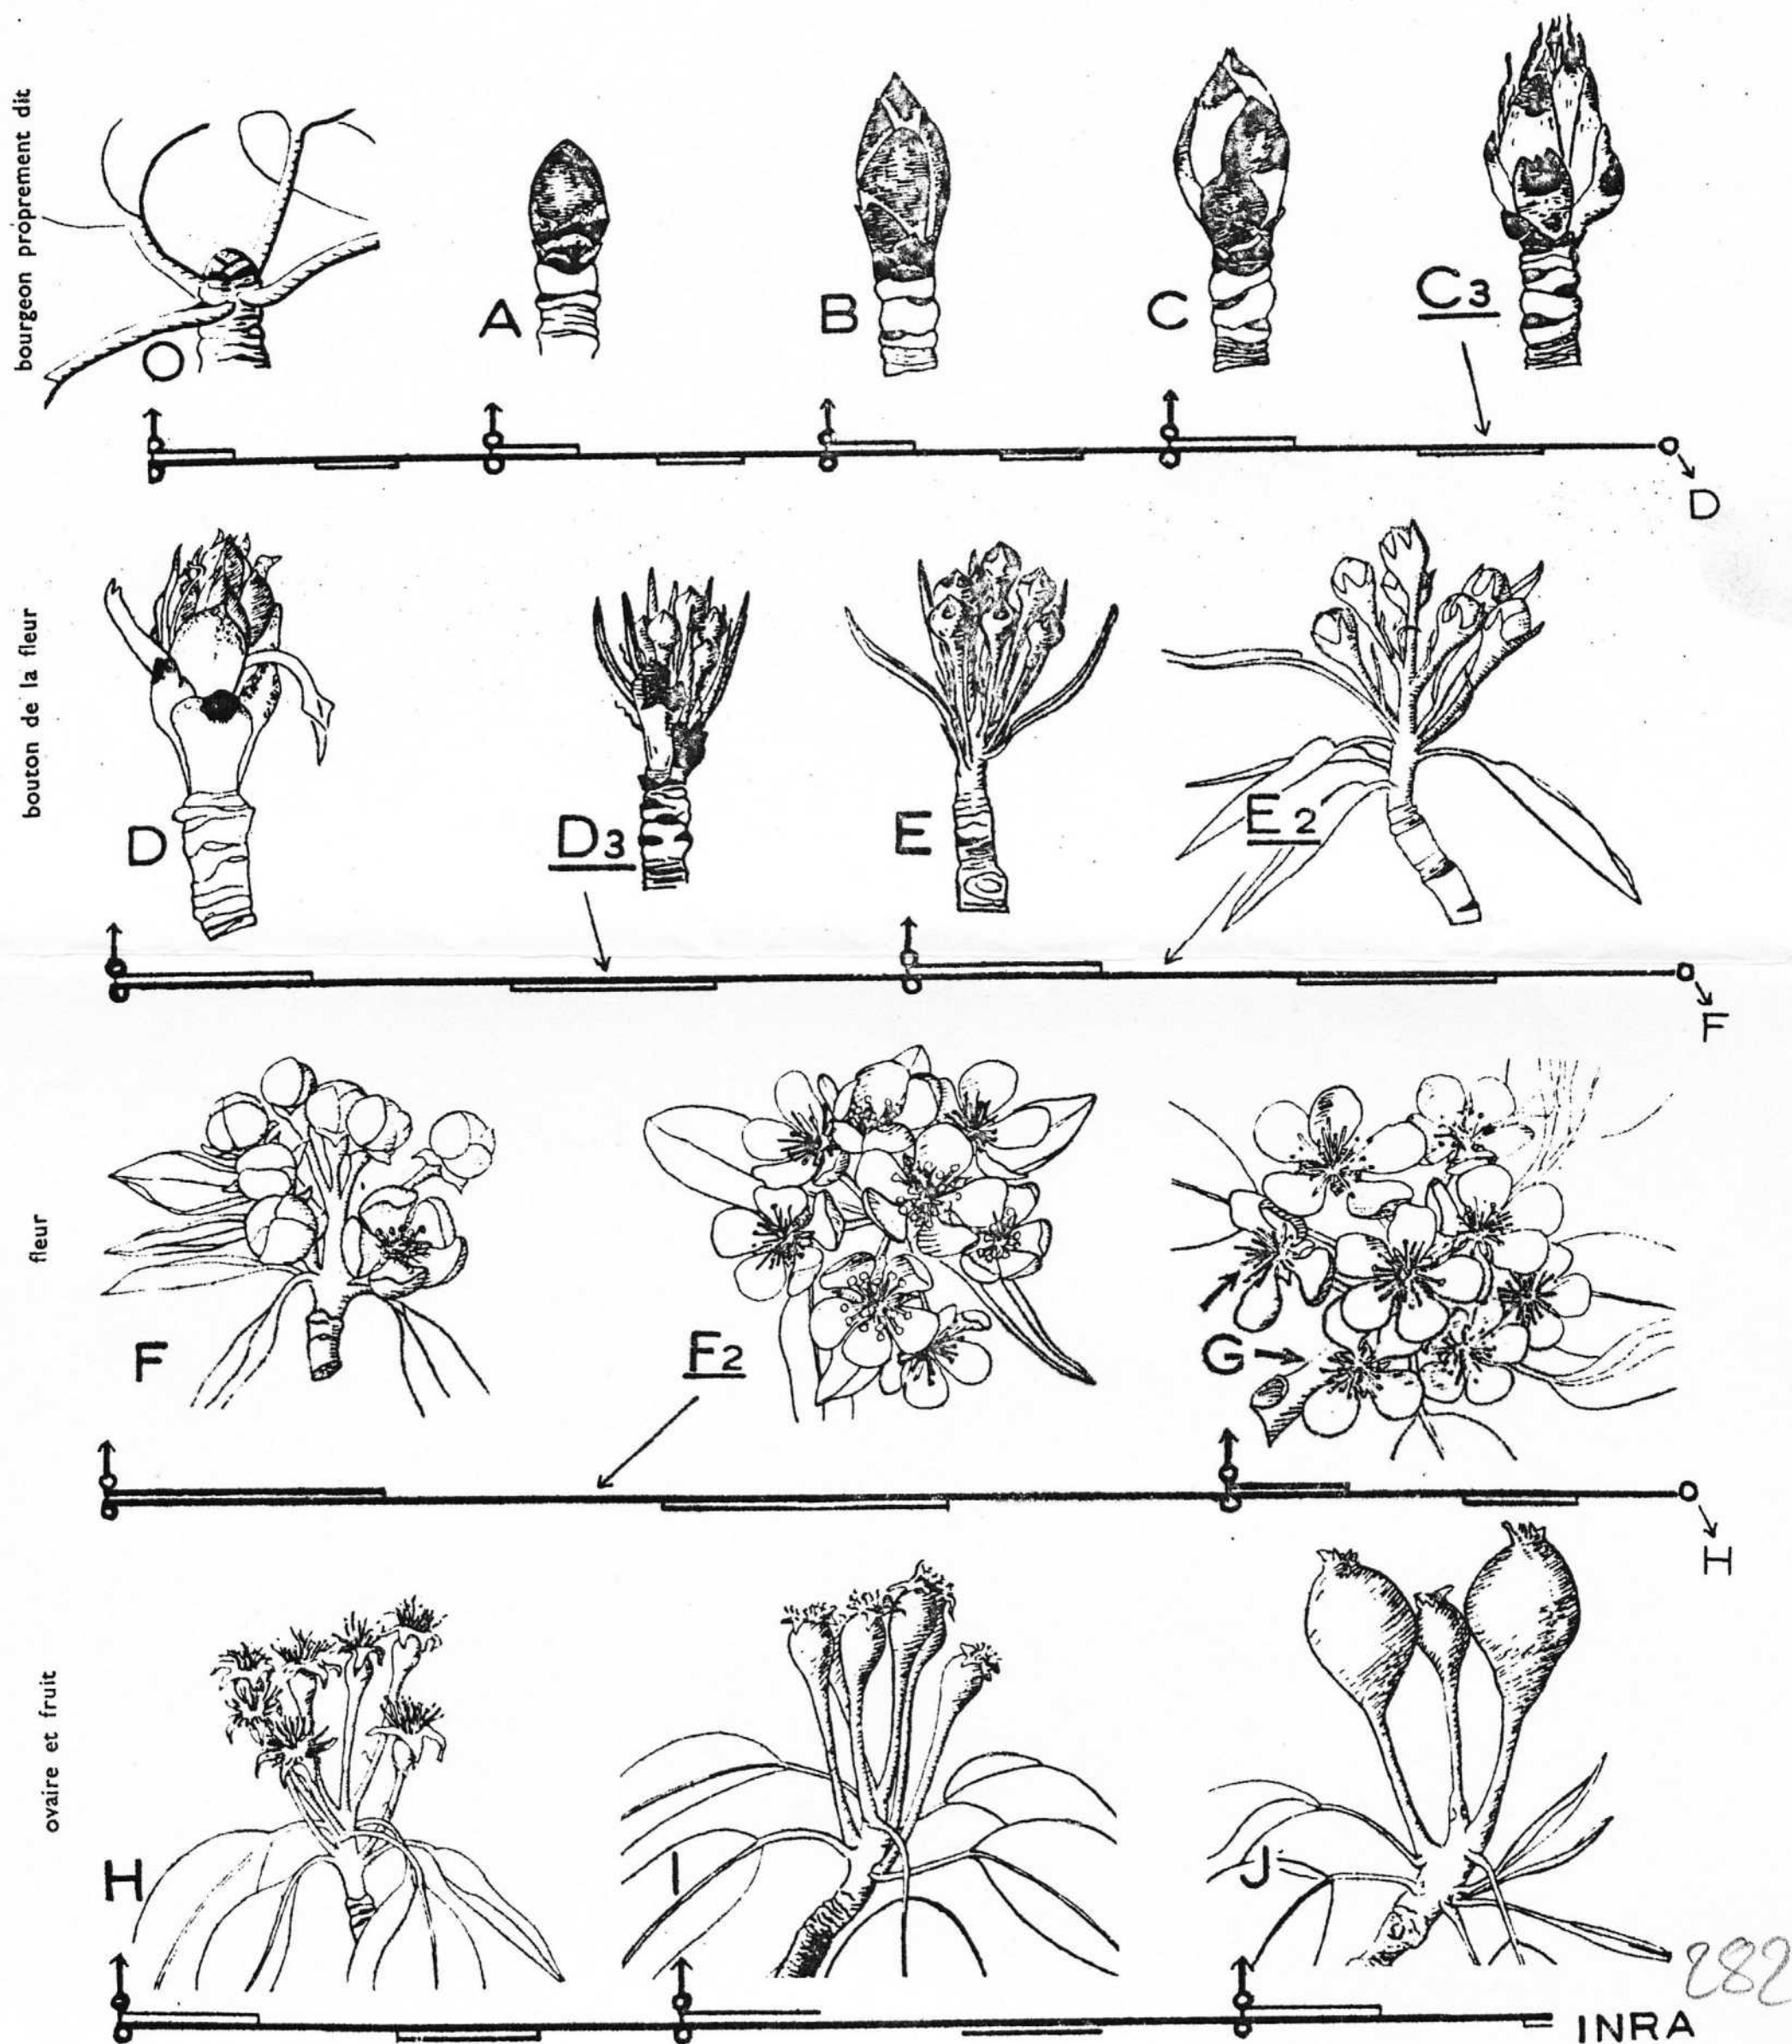 bourgeon proprement dit
O
A
B
C
C3
D
bouton de la fleur
D
D3
E
E2
F
fleur
F
F2
G
H
ovaire et fruit
H
I
J
282
INRA